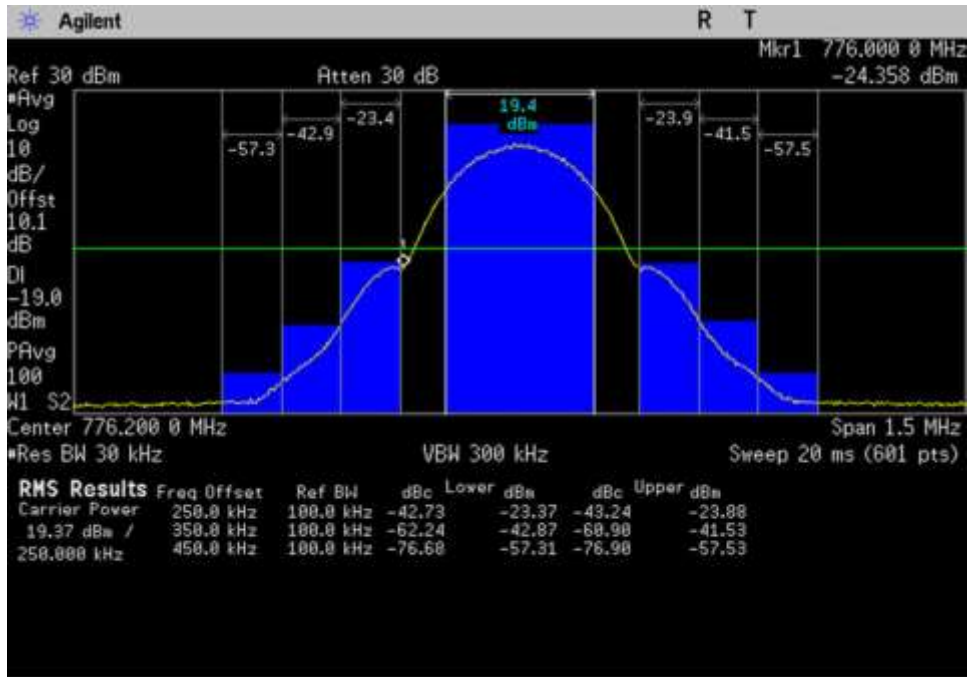 Agilent R T
Mkr1 776.000 0 MHz
Ref 30 dBm Atten 30 dB -24.358 dBm
#Avg
Log
10
dB/
Offst
10.1
dB
DI
-19.0
dBm
PAvg
100
W1 S2
-57.3
-42.9
-23.4
19.4
dBm
-23.9
-41.5
-57.5
1
Center 776.200 0 MHz Span 1.5 MHz
#Res BW 30 kHz VBW 300 kHz Sweep 20 ms (601 pts)
RMS Results Freq Offset Ref BW dBc Lower dBm dBc Upper dBm
Carrier Power 250.0 kHz 100.0 kHz -42.73 -23.37 -43.24 -23.88
19.37 dBm / 350.0 kHz 100.0 kHz -62.24 -42.87 -60.90 -41.53
250.000 kHz 450.0 kHz 100.0 kHz -76.68 -57.31 -76.90 -57.53